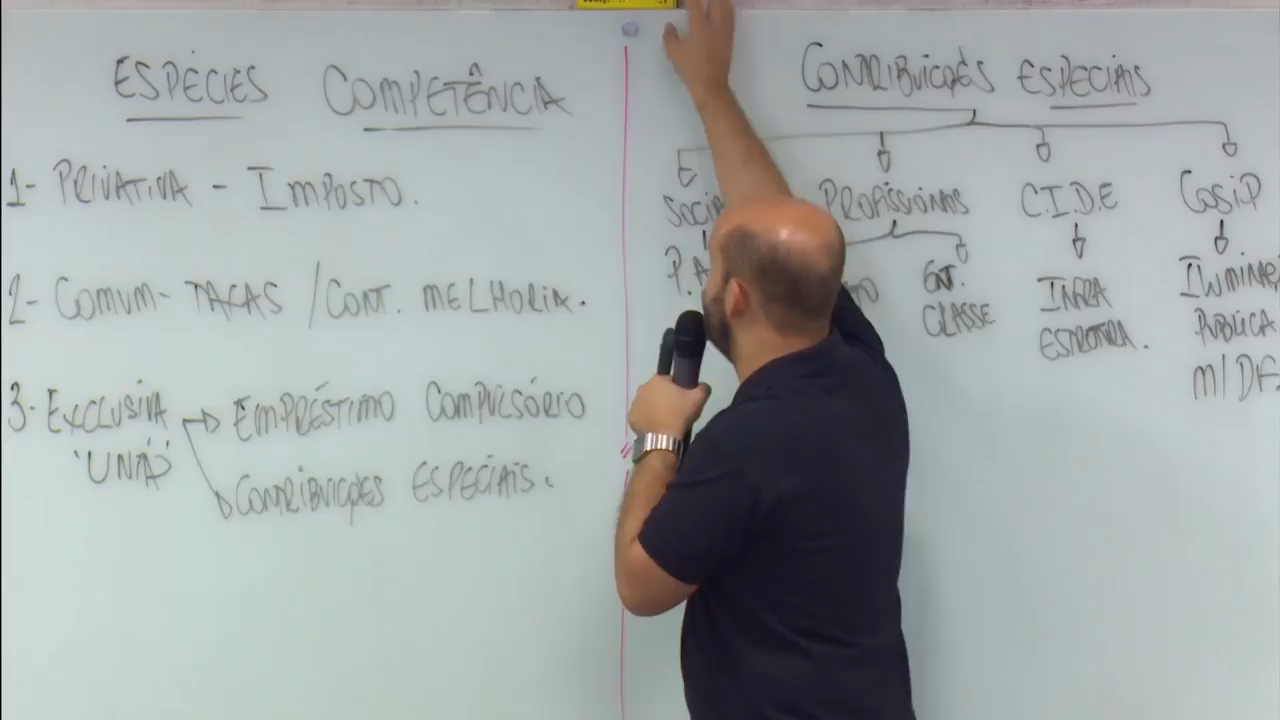 ESPÉCIES COMPETÊNCIA
1- PRIVATIVA - IMPOSTO.
2- COMUM- TAXAS / CONT. MELHORIA.
3- EXCLUSIVA EMPRÉSTIMO COMPULSÓRIO
"UNIÃO" CONTRIBUIÇÕES ESPECIAIS.
CONTRIBUIÇÕES ESPECIAIS
PROFISSIONAIS C.I.D.E COSIP
ENT.
CLASSE
INFRA
ESTRUTURA.
PÚBLICA
M/DF